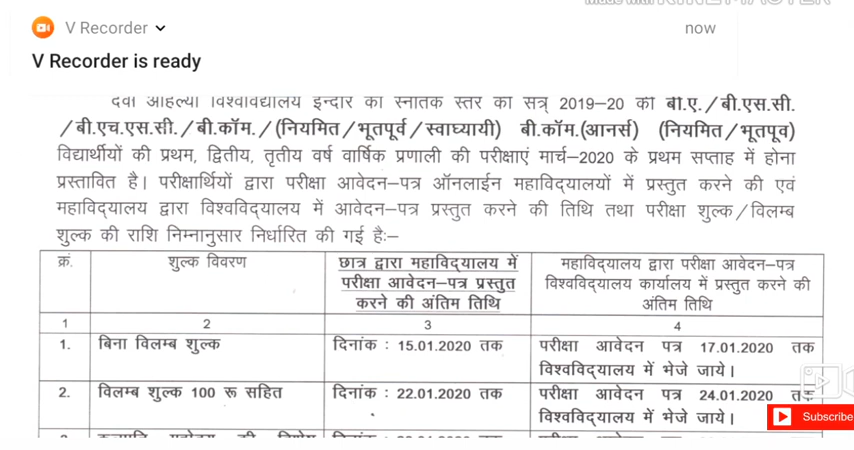 V Recorder
now
V Recorder is ready
देवी अहिल्या विश्वविद्यालय इन्दौर की स्नातक स्तर की सत्र 2019–20 की बी.ए./बी.एस.सी.
/बी.एच.एस.सी./बी.कॉम./(नियमित/भूतपूर्व/स्वाध्यायी) बी.कॉम.(आनर्स) (नियमित/भूतपूव)
विद्यार्थीयों की प्रथम, द्वितीय, तृतीय वर्ष वार्षिक प्रणाली की परीक्षाएं मार्च–2020 के प्रथम सप्ताह में होना
प्रस्तावित है। परीक्षार्थियों द्वारा परीक्षा आवेदन–पत्र ऑनलाईन महाविद्यालयों में प्रस्तुत करने की एवं
महाविद्यालय द्वारा विश्वविद्यालय में आवेदन–पत्र प्रस्तुत करने की तिथि तथा परीक्षा शुल्क/विलम्ब
शुल्क की राशि निम्नानुसार निर्धारित की गई हैः–
क्रं. शुल्क विवरण छात्र द्वारा महाविद्यालय में महाविद्यालय द्वारा परीक्षा आवेदन–पत्र
परीक्षा आवेदन–पत्र प्रस्तुत विश्वविद्यालय कार्यालय में प्रस्तुत करने की
करने की अंतिम तिथि अंतिम तिथि
1 2 3 4
1. बिना विलम्ब शुल्क दिनांक : 15.01.2020 तक परीक्षा आवेदन पत्र 17.01.2020 तक
विश्वविद्यालय में भेजे जाये।
2. विलम्ब शुल्क 100 रू सहित दिनांक : 22.01.2020 तक परीक्षा आवेदन पत्र 24.01.2020 तक
विश्वविद्यालय में भेजे जाये।
Subscribe